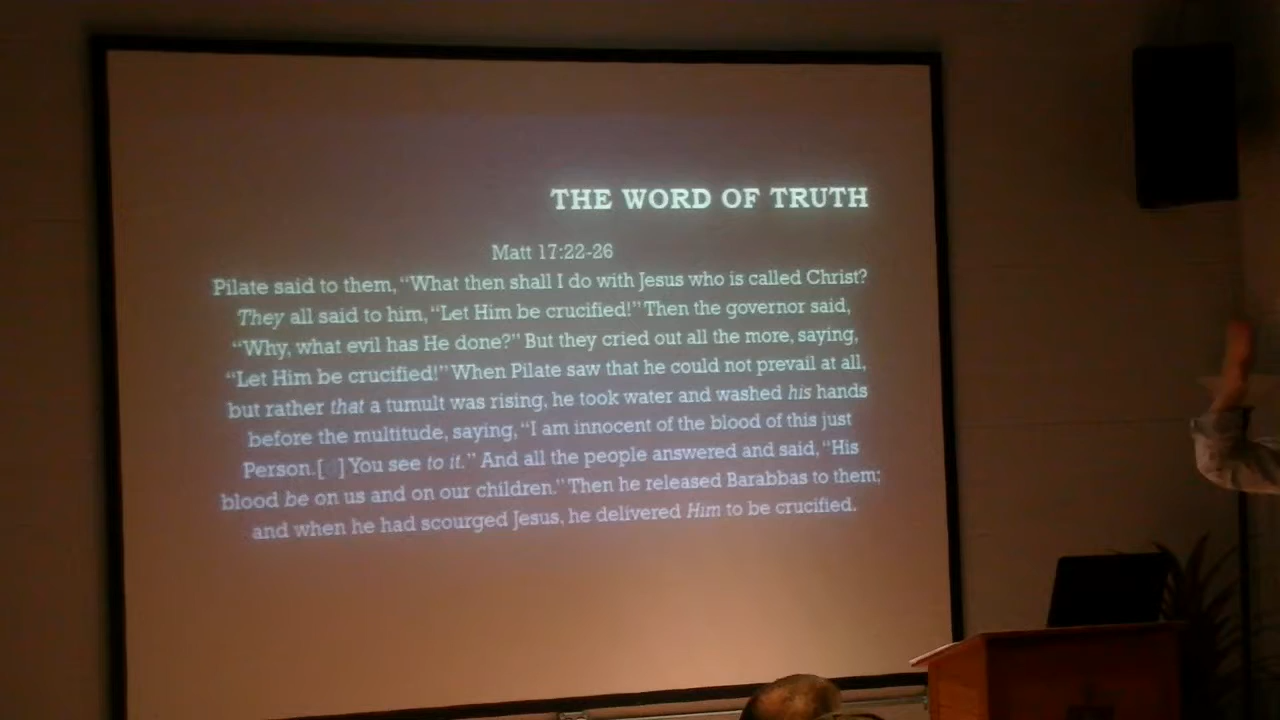 THE WORD OF TRUTH
Matt 17:22-26
Pilate said to them, “What then shall I do with Jesus who is called Christ?
They all said to him, “Let Him be crucified!” Then the governor said,
“Why, what evil has He done?” But they cried out all the more, saying,
“Let Him be crucified!” When Pilate saw that he could not prevail at all,
but rather that a tumult was rising, he took water and washed his hands
before the multitude, saying, “I am innocent of the blood of this just
Person.[ ] You see to it.” And all the people answered and said, “His
blood be on us and on our children.” Then he released Barabbas to them;
and when he had scourged Jesus, he delivered Him to be crucified.